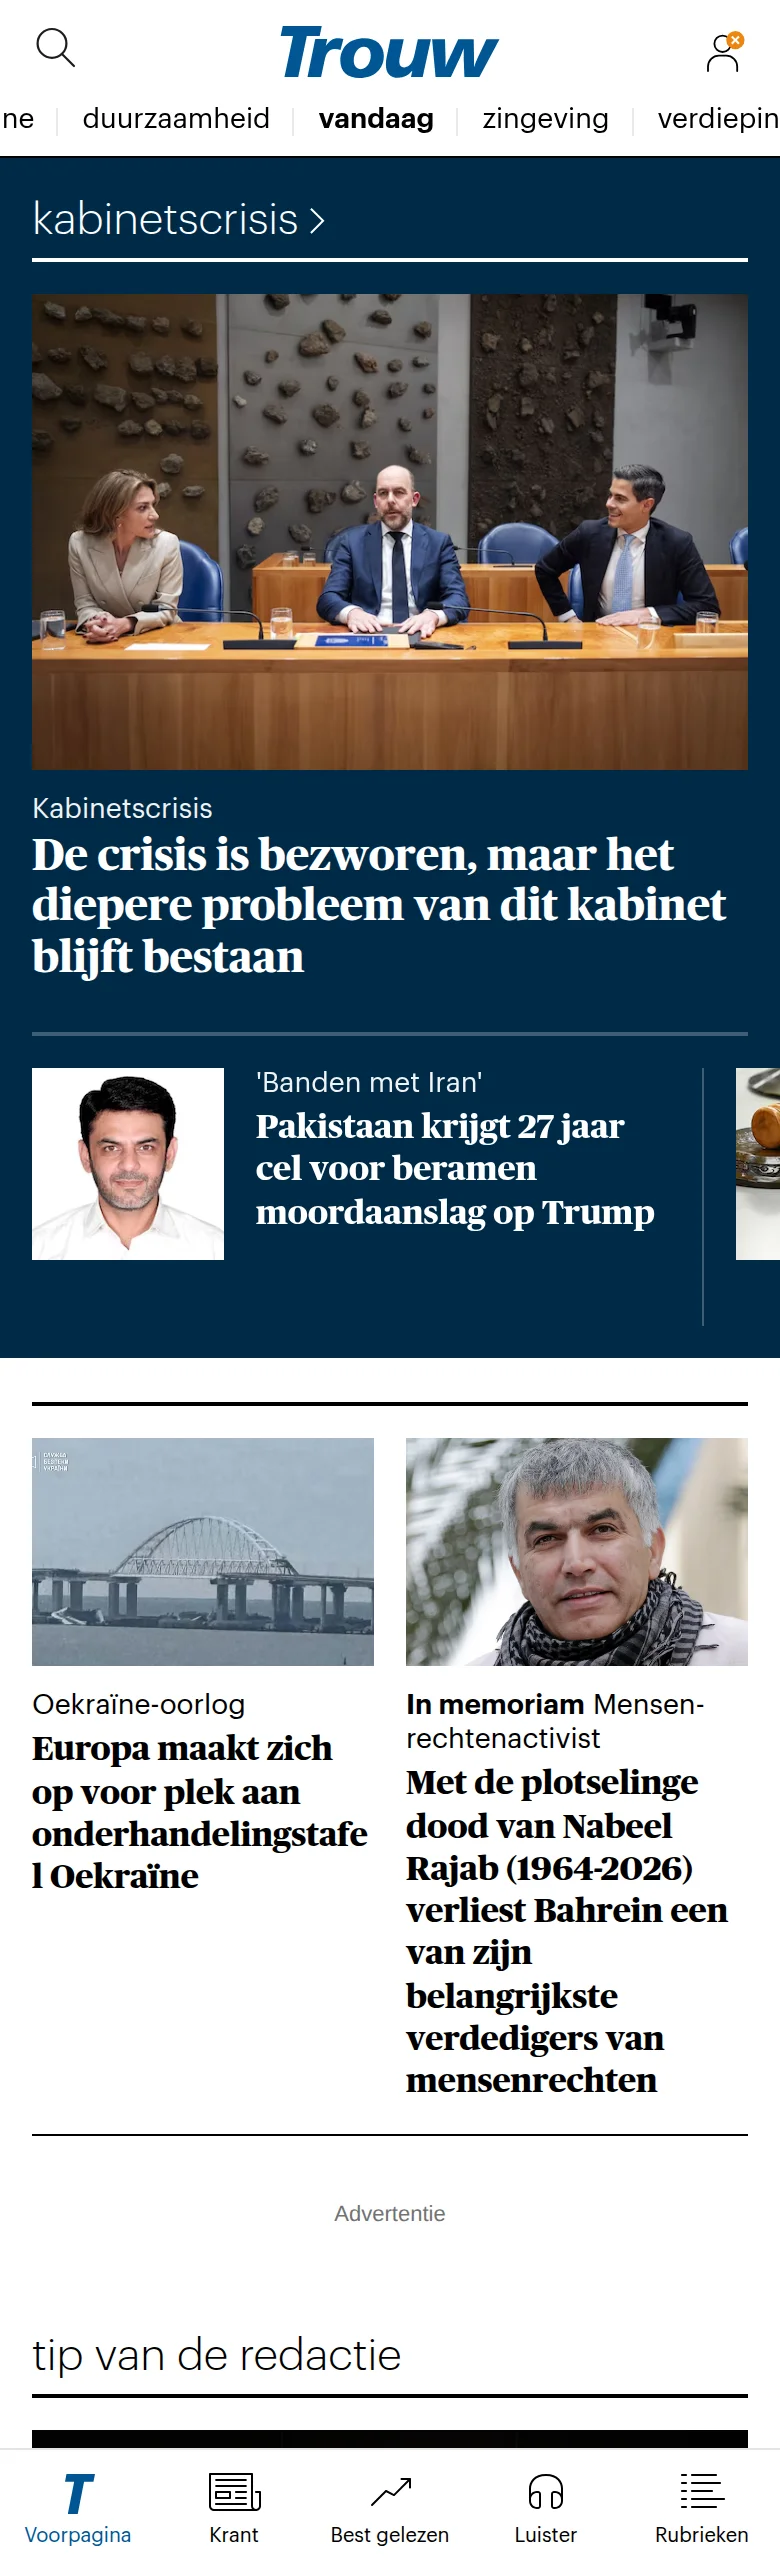 Trouw
ne
duurzaamheid
vandaag
zingeving
verdiepin
kabinetscrisis
Kabinetscrisis
De crisis is bezworen, maar het
diepere probleem van dit kabinet
blijft bestaan
'Banden met Iran'
Pakistaan krijgt 27 jaar
cel voor beramen
moordaanslag op Trump
СЛУЖБА
БЕЗПЕКИ
УКРАЇНИ
Oekraïne-oorlog
Europa maakt zich
op voor plek aan
onderhandelingstafe
l Oekraïne
In memoriam Mensen-
rechtenactivist
Met de plotselinge
dood van Nabeel
Rajab (1964-2026)
verliest Bahrein een
van zijn
belangrijkste
verdedigers van
mensenrechten
Advertentie
tip van de redactie
T
Voorpagina
Krant
Best gelezen
Luister
Rubrieken